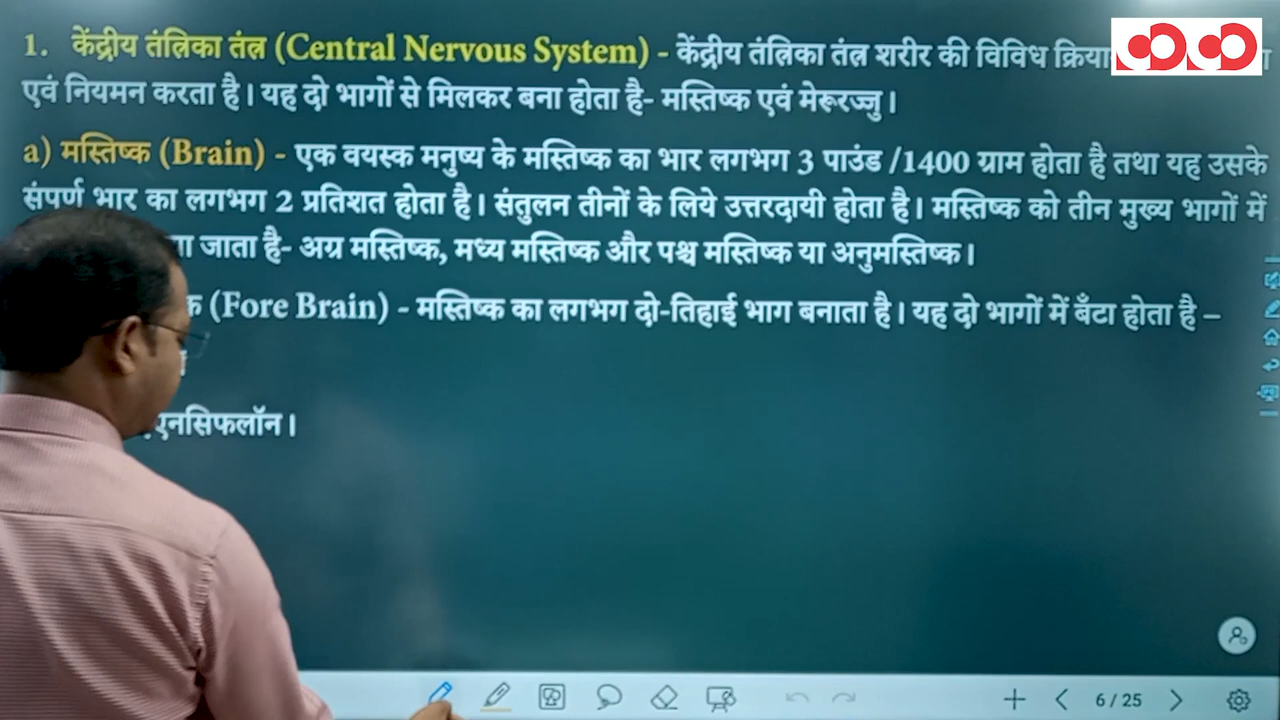 1. केंद्रीय तंत्रिका तंत्र (Central Nervous System) - केंद्रीय तंत्रिका तंत्र शरीर की विविध
एवं नियमन करता है। यह दो भागों से मिलकर बना होता है- मस्तिष्क एवं मेरूरज्जु।
a) मस्तिष्क (Brain) - एक वयस्क मनुष्य के मस्तिष्क का भार लगभग 3 पाउंड /1400 ग्राम होता है तथा यह उसके
संपर्ण भार का लगभग 2 प्रतिशत होता है। संतुलन तीनों के लिये उत्तरदायी होता है। मस्तिष्क को तीन मुख्य भागों में
जाता है- अग्र मस्तिष्क, मध्य मस्तिष्क और पश्च मस्तिष्क या अनुमस्तिष्क।
(Fore Brain) - मस्तिष्क का लगभग दो-तिहाई भाग बनाता है। यह दो भागों में बँटा होता है –
एनसिफलॉन।
6 / 25